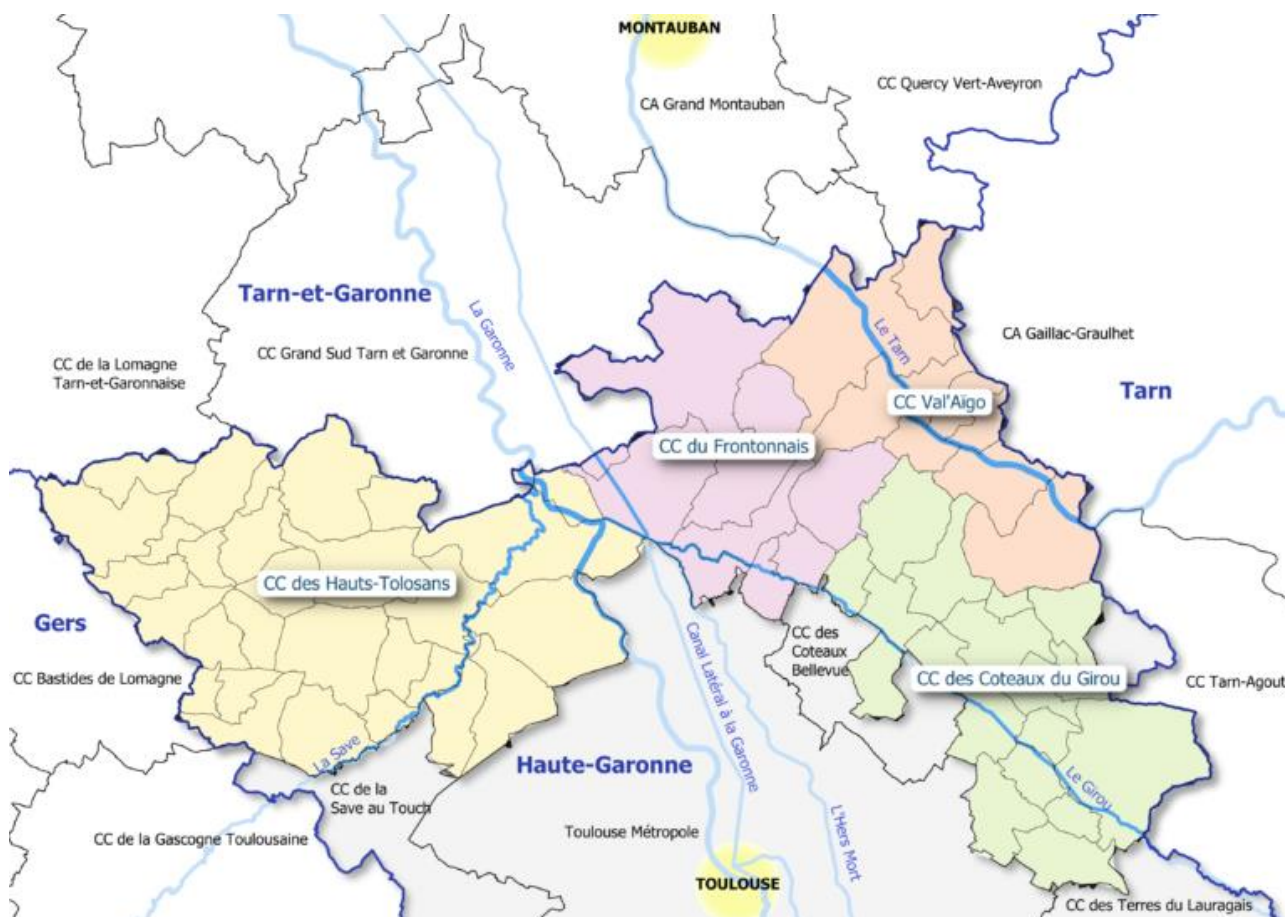 MONTAUBAN
CC Quercy Vert-Aveyron
CA Grand Montauban
Tarn-et-Garonne
La Garonne
Le Tarn
CA Gaillac-Graulhet
CC Grand Sud Tarn et Garonne
CC de la Lomagne
Tarn-et-Garonnaise
Tarn
CC Val'Aïgo
CC du Frontonnais
CC des Hauts-Tolosans
Gers
CC des
Coteaux
Bellevue
Canal Latéral à la Garonne
CC Bastides de Lomagne
CC des Coteaux du Girou
CC Tarn-Agout
La Save
Haute-Garonne
Le Girou
CC de la
Save au Touch
L'Hers Mort
CC de la Gascogne Toulousaine
Toulouse Métropole
TOULOUSE
CC des Terres du Lauragais